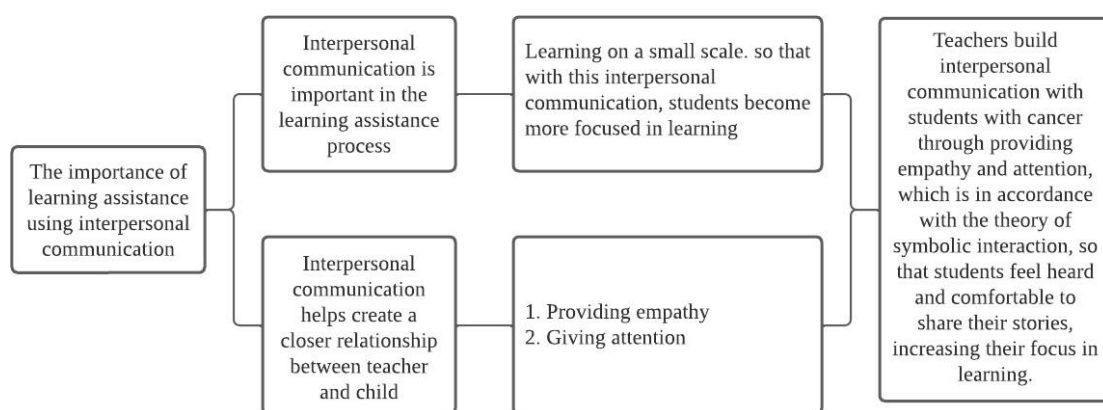 The importance of
learning assistance
using interpersonal
communication
Interpersonal
communication is
important in the
learning assistance
process
Learning on a small scale. so that
with this interpersonal
communication, students become
more focused in learning
Interpersonal
communication
helps create a
closer relationship
between teacher
and child
1. Providing empathy
2. Giving attention
Teachers build
interpersonal
communication with
students with cancer
through providing
empathy and attention,
which is in accordance
with the theory of
symbolic interaction, so
that students feel heard
and comfortable to
share their stories,
increasing their focus in
learning.